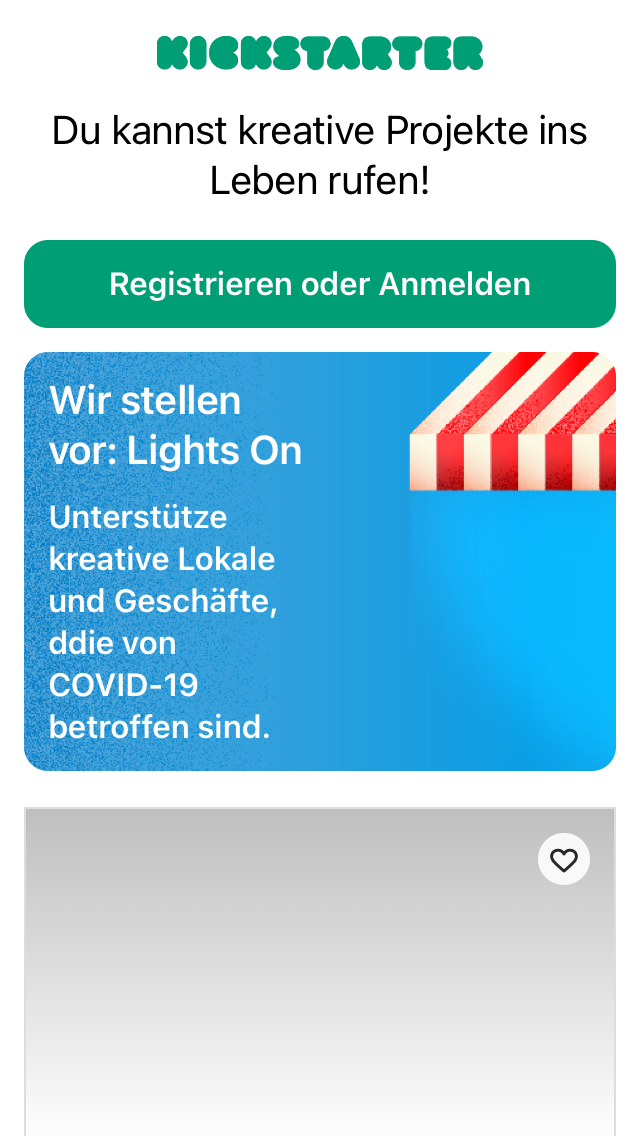 KICKSTARTER
Du kannst kreative Projekte ins
Leben rufen!
Registrieren oder Anmelden
Wir stellen
vor: Lights On
Unterstütze
kreative Lokale
und Geschäfte,
ddie von
COVID-19
betroffen sind.